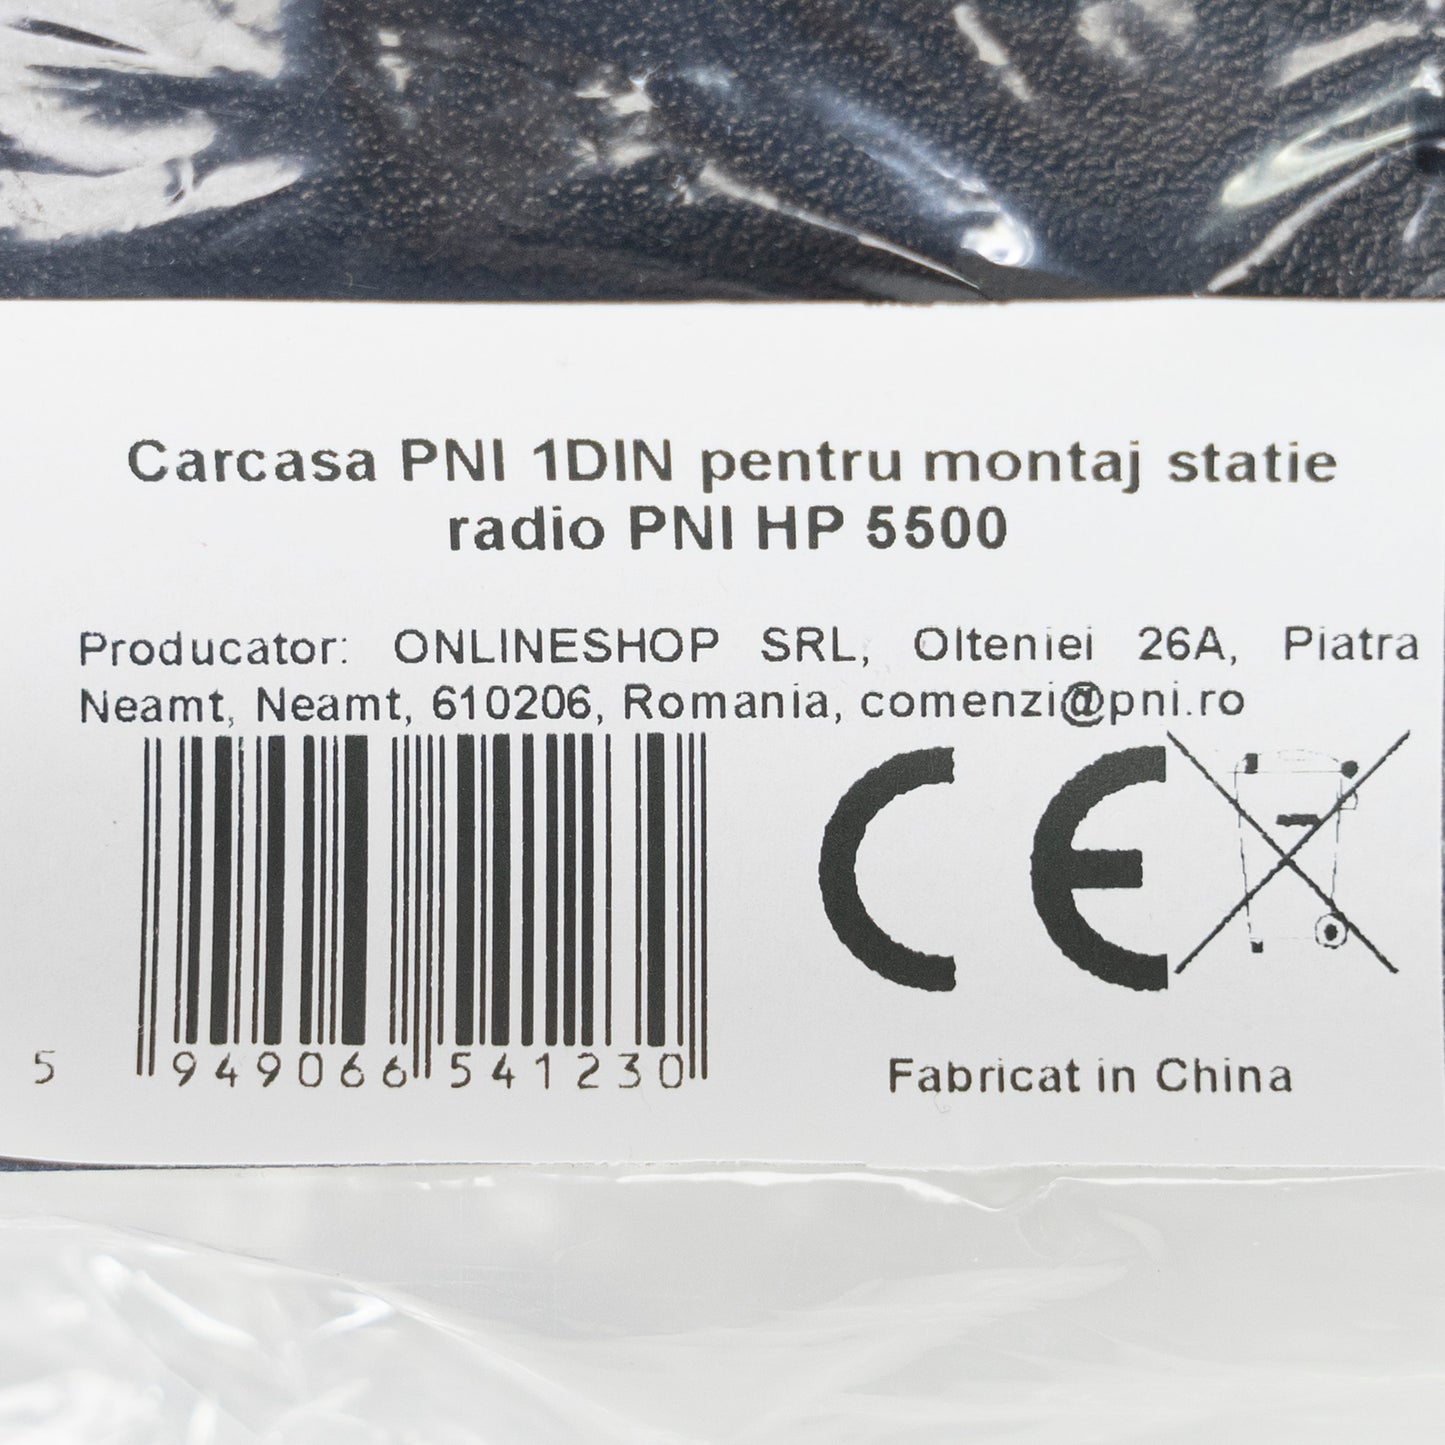 Carcasa PNI 1DIN pentru montaj statie
radio PNI HP 5500
Producator: ONLINESHOP SRL, Olteniei 26A, Piatra
Neamt, Neamt, 610206, Romania, comenzi@pni.ro
CE
5 949066 541230
Fabricat in China